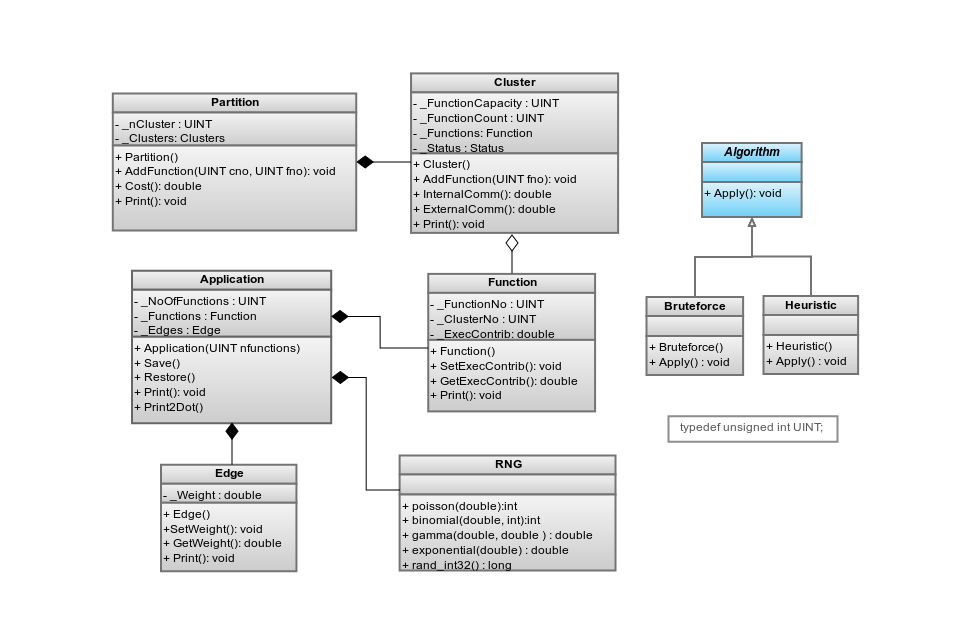 Partition
- _nCluster : UINT
- _Clusters: Clusters
+ Partition()
+ AddFunction(UINT cno, UINT fno): void
+ Cost(): double
+ Print(): void
Cluster
- _FunctionCapacity : UINT
- _FunctionCount : UINT
- _Functions: Function
- _Status : Status
+ Cluster()
+ AddFunction(UINT fno): void
+ InternalComm(): double
+ ExternalComm(): double
+ Print(): void
Algorithm
+ Apply(): void
Application
- _NoOfFunctions : UINT
- _Functions : Function
- _Edges : Edge
+ Application(UINT nfunctions)
+ Save()
+ Restore()
+ Print(): void
+ Print2Dot()
Function
- _FunctionNo : UINT
- _ClusterNo : UINT
- _ExecContrib: double
+ Function()
+ SetExecContrib(): void
+ GetExecContrib(): double
+ Print(): void
Bruteforce
+ Bruteforce()
+ Apply() : void
Heuristic
+ Heuristic()
+ Apply() : void
typedef unsigned int UINT;
Edge
- _Weight : double
+ Edge()
+SetWeight(): void
+ GetWeight(): double
+ Print(): void
RNG
+ poisson(double):int
+ binomial(double, int):int
+ gamma(double, double ) : double
+ exponential(double) : double
+ rand_int32() : long